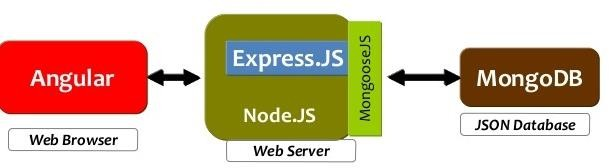 Angular
Web Browser
Express.JS
Node.JS
MongooseJS
Web Server
MongoDB
JSON Database